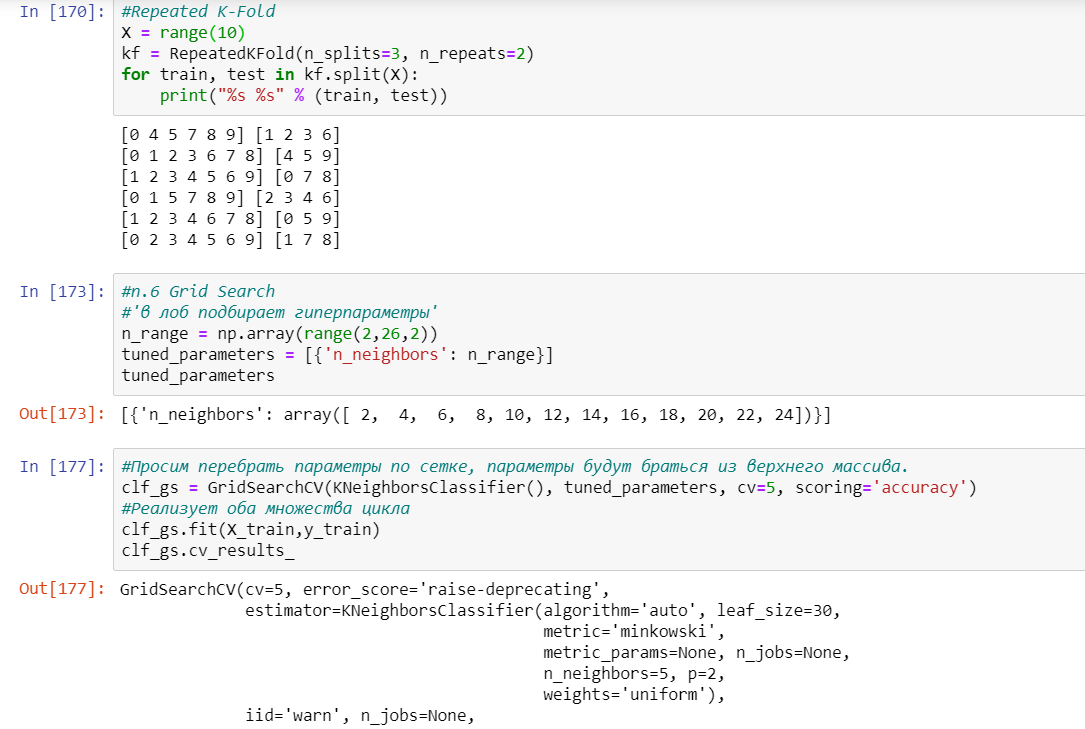 In [170]: #Repeated K-Fold
X = range(10)
kf = RepeatedKFold(n_splits=3, n_repeats=2)
for train, test in kf.split(X):
    print("%s %s" % (train, test))
[0 4 5 7 8 9] [1 2 3 6]
[0 1 2 3 6 7 8] [4 5 9]
[1 2 3 4 5 6 9] [0 7 8]
[0 1 5 7 8 9] [2 3 4 6]
[1 2 3 4 6 7 8] [0 5 9]
[0 2 3 4 5 6 9] [1 7 8]
In [173]: #п.6 Grid Search
#'в лоб подбирает гиперпараметры'
n_range = np.array(range(2,26,2))
tuned_parameters = [{'n_neighbors': n_range}]
tuned_parameters
Out[173]: [{'n_neighbors': array([ 2,  4,  6,  8, 10, 12, 14, 16, 18, 20, 22, 24])}]
In [177]: #Просим перебрать параметры по сетке, параметры будут браться из верхнего массива.
clf_gs = GridSearchCV(KNeighborsClassifier(), tuned_parameters, cv=5, scoring='accuracy')
#Реализует оба множества цикла
clf_gs.fit(X_train,y_train)
clf_gs.cv_results_
Out[177]: GridSearchCV(cv=5, error_score='raise-deprecating',
             estimator=KNeighborsClassifier(algorithm='auto', leaf_size=30,
                                            metric='minkowski',
                                            metric_params=None, n_jobs=None,
                                            n_neighbors=5, p=2,
                                            weights='uniform'),
             iid='warn', n_jobs=None,